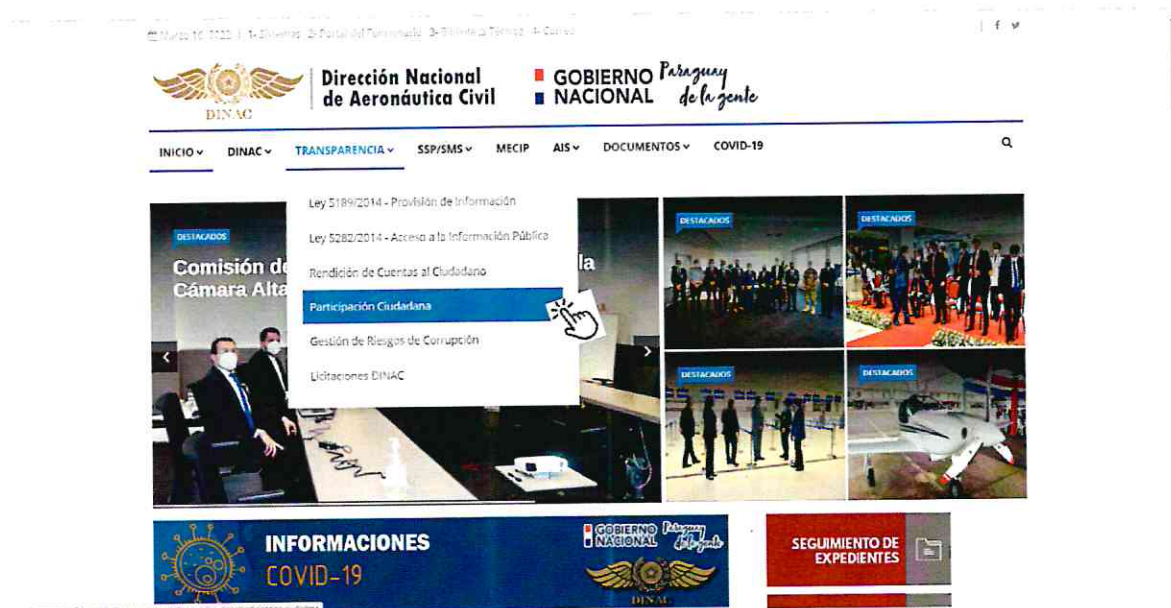 Dirección Nacional
de Aeronáutica Civil
DINAC
GOBIERNO
NACIONAL
Paraguay
de la gente
INICIO DINAC TRANSPARENCIA SSP/SMS MECIP AIS DOCUMENTOS COVID-19
Ley 5189/2014 - Provisión de Información
Ley 5282/2014 - Acceso a la Información Pública
Rendición de Cuentas al Ciudadano
Participación Ciudadana
Gestión de Riesgos de Corrupción
Licitaciones DINAC
DESTACADOS
Comisión de
la
Cámara Alta
DESTACADOS
DESTACADOS
DESTACADOS
DESTACADOS
INFORMACIONES
COVID-19
GOBIERNO
NACIONAL
Paraguay
de la gente
DINAC
SEGUIMIENTO DE
EXPEDIENTES